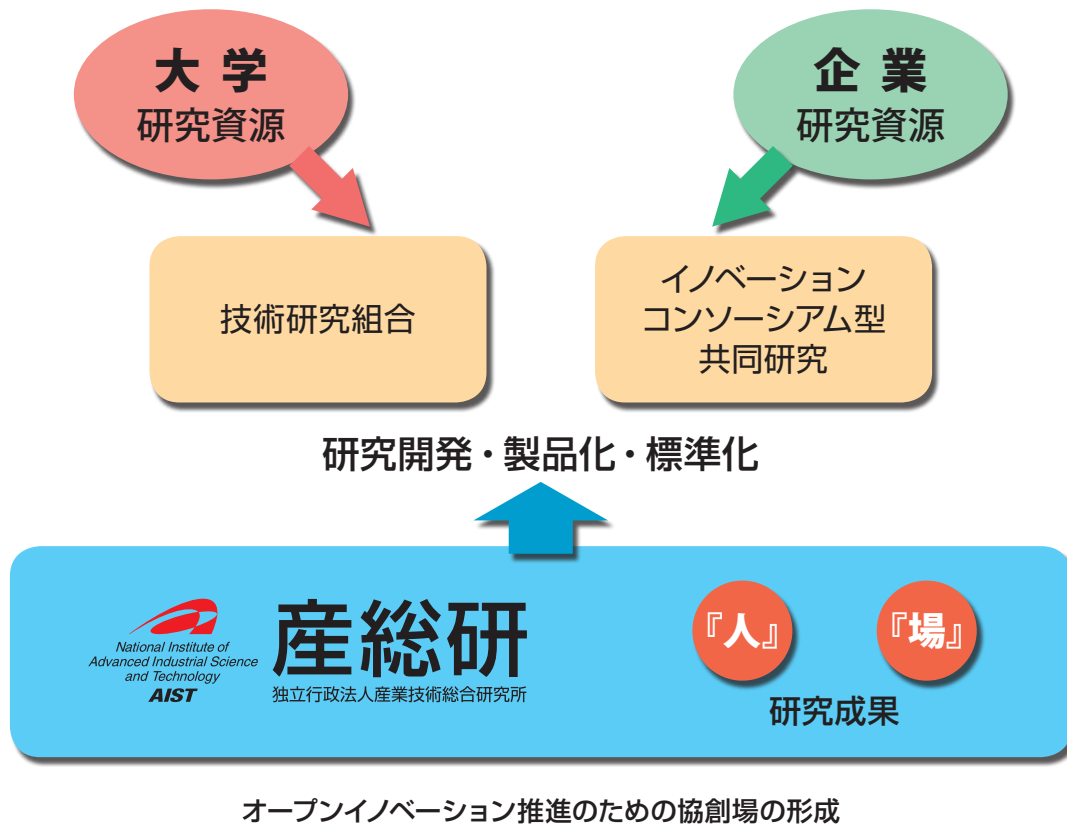 大学
研究資源
企業
研究資源
技術研究組合
イノベーション
コンソーシアム型
共同研究
研究開発・製品化・標準化
National Institute of
Advanced Industrial Science
and Technology
AIST
産総研
独立行政法人産業技術総合研究所
『人』
『場』
研究成果
オープンイノベーション推進のための協創場の形成